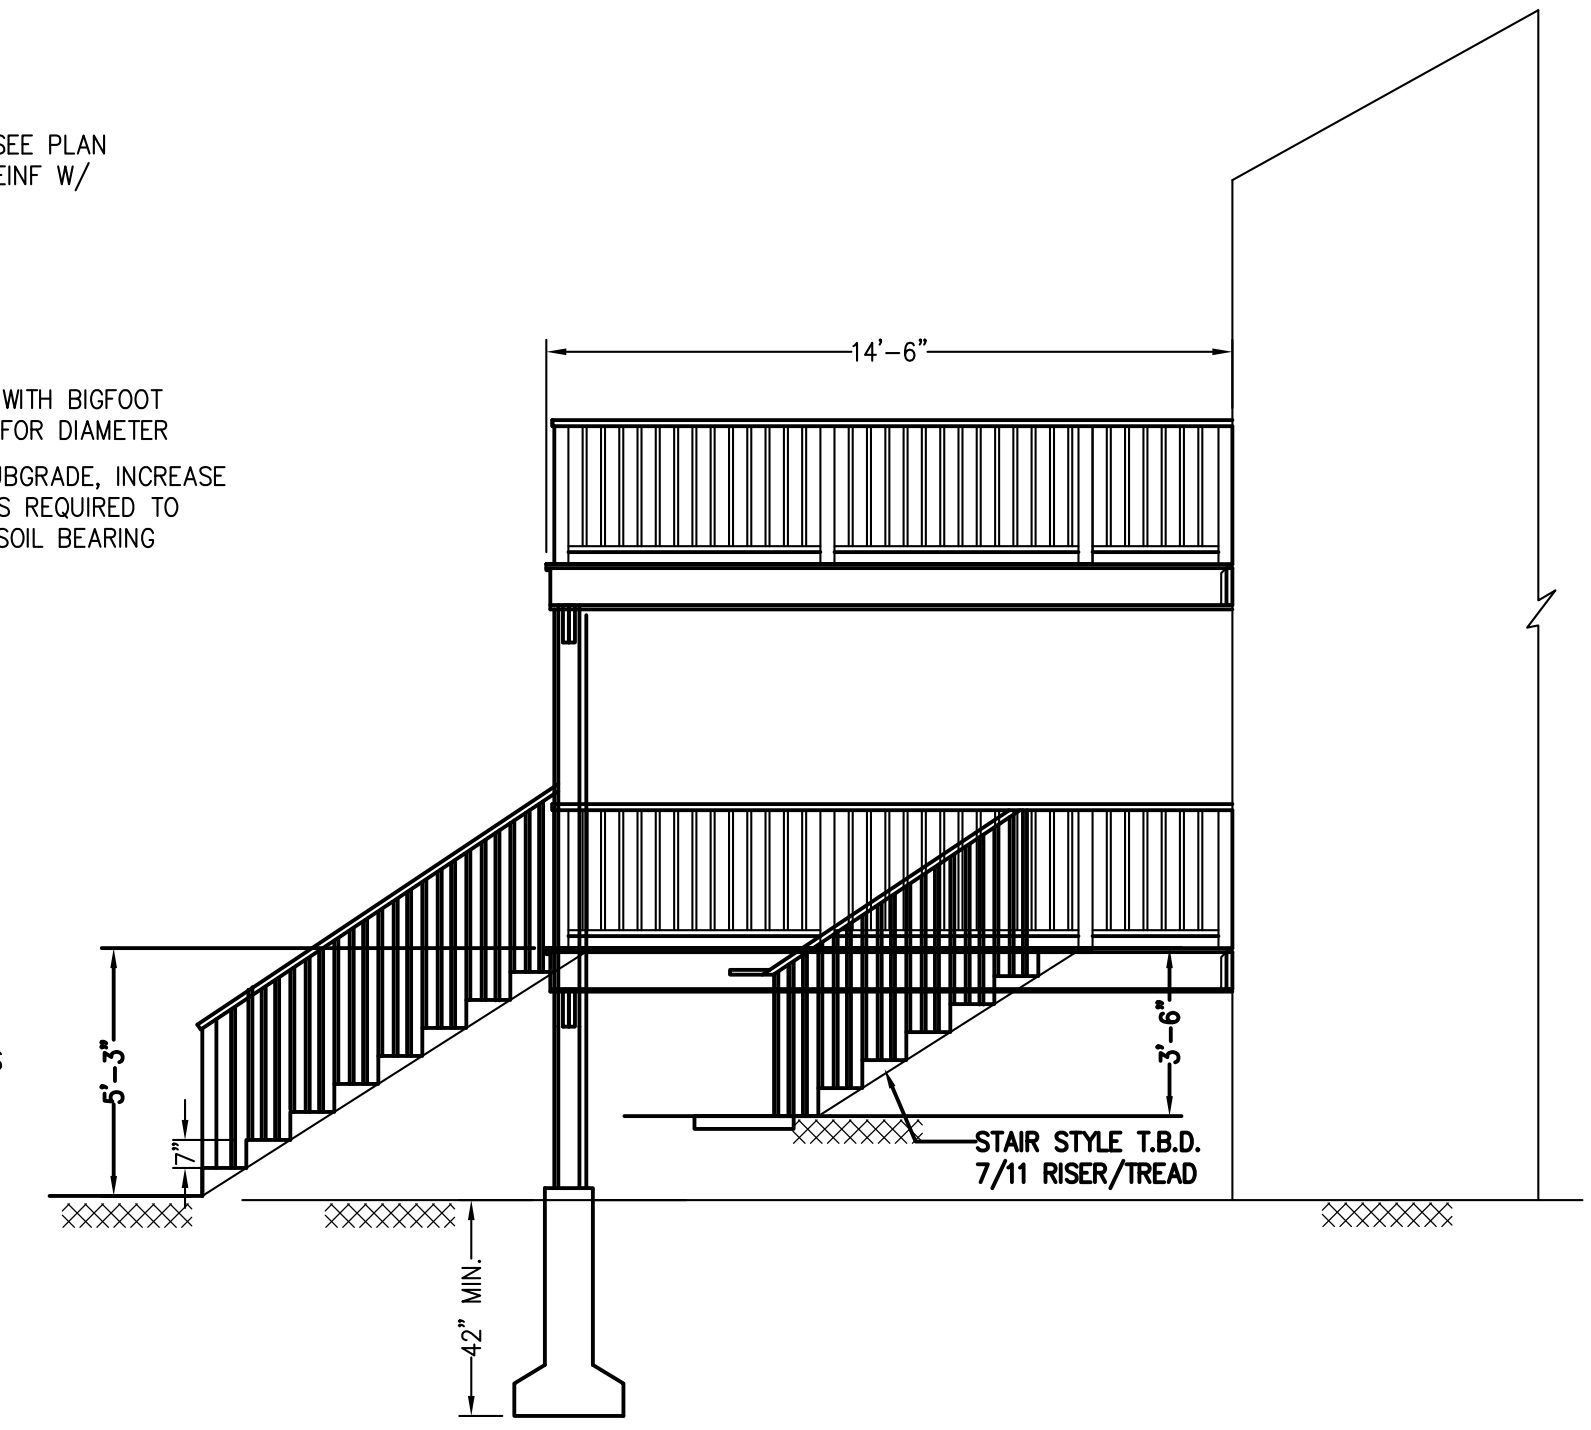 SEE PLAN
EINF W/
14'-6"
WITH BIGFOOT
FOR DIAMETER
UBGRADE, INCREASE
S REQUIRED TO
SOIL BEARING
5'-3"
7"
3'-6"
STAIR STYLE T.B.D.
7/11 RISER/TREAD
42" MIN.